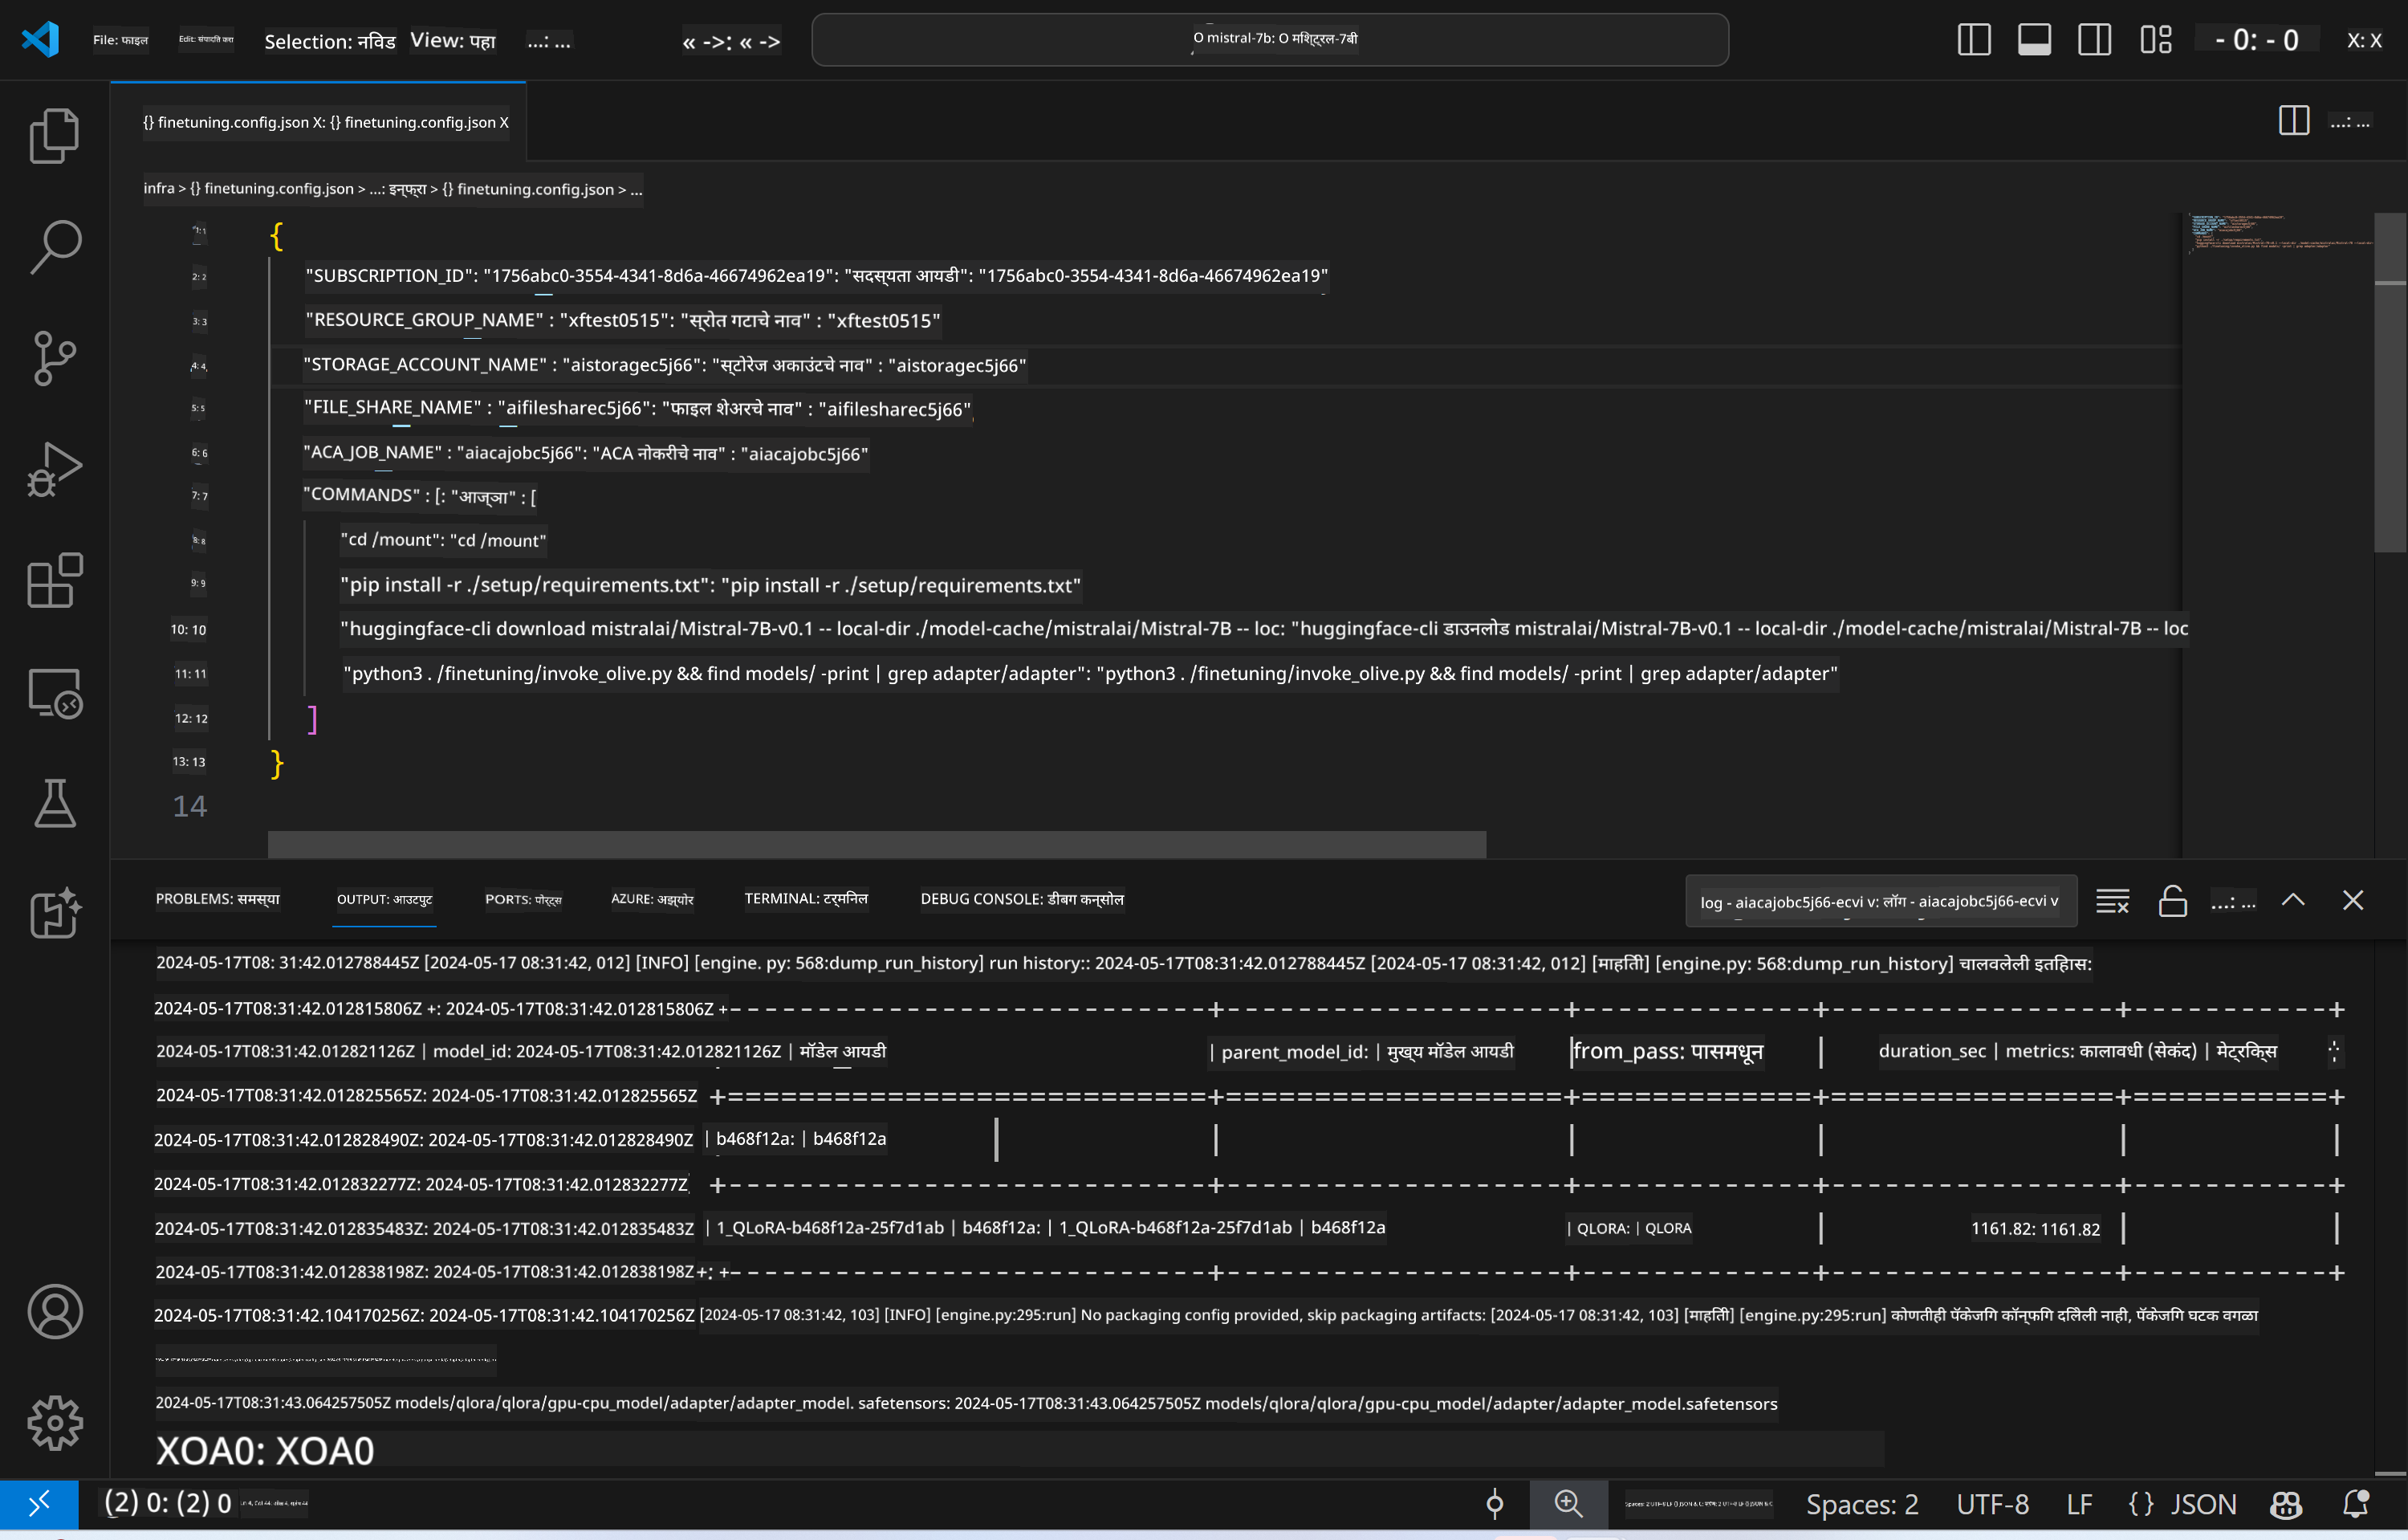 File: फाइल Edit: संपादित करा Selection: निवड View: पहा ...: ... « ->: « -> O mistral-7b: O मिश्ट्रल-7बी - 0: - 0 X: X
{} finetuning.config.json X: {} finetuning.config.json X ...: ...
infra > {} finetuning.config.json > ...: इन्फ्रा > {} finetuning.config.json > ...
1: 1 {
2: 2 "SUBSCRIPTION_ID": "1756abc0-3554-4341-8d6a-46674962ea19": "सदस्यता आयडी": "1756abc0-3554-4341-8d6a-46674962ea19"
3: 3 "RESOURCE_GROUP_NAME" : "xftest0515": "स्रोत गटाचे नाव" : "xftest0515"
4: 4 "STORAGE_ACCOUNT_NAME" : "aistoragec5j66": "स्टोरेज अकाउंटचे नाव" : "aistoragec5j66"
5: 5 "FILE_SHARE_NAME" : "aifilesharec5j66": "फाइल शेअरचे नाव" : "aifilesharec5j66"
6: 6 "ACA_JOB_NAME" : "aiacajobc5j66": "ACA नोकरीचे नाव" : "aiacajobc5j66"
7: 7 "COMMANDS" : [: "आज्ञा" : [
8: 8 "cd /mount": "cd /mount"
9: 9 "pip install -r ./setup/requirements.txt": "pip install -r ./setup/requirements.txt"
10: 10 "huggingface-cli download mistralai/Mistral-7B-v0.1 -- local-dir ./model-cache/mistralai/Mistral-7B -- loc: "huggingface-cli डाउनलोड mistralai/Mistral-7B-v0.1 -- local-dir ./model-cache/mistralai/Mistral-7B -- loc
11: 11 "python3 . /finetuning/invoke_olive.py && find models/ -print | grep adapter/adapter": "python3 . /finetuning/invoke_olive.py && find models/ -print | grep adapter/adapter"
12: 12 ]
13: 13 }
14
PROBLEMS: समस्या OUTPUT: आउटपुट PORTS: पोर्ट्स AZURE: अझ्योर TERMINAL: टर्मिनल DEBUG CONSOLE: डीबग कन्सोल log - aiacajobc5j66-ecvi v: लॉग - aiacajobc5j66-ecvi v ...: ...
2024-05-17T08: 31:42.012788445Z [2024-05-17 08:31:42, 012] [INFO] [engine. py: 568:dump_run_history] run history:: 2024-05-17T08:31:42.012788445Z [2024-05-17 08:31:42, 012] [माहिती] [engine.py: 568:dump_run_history] चालवलेली इतिहास:
2024-05-17T08:31:42.012815806Z +: 2024-05-17T08:31:42.012815806Z +---------------------------+--------------------+-------------+----------------+-----------+
2024-05-17T08:31:42.012821126Z | model_id: 2024-05-17T08:31:42.012821126Z | मॉडेल आयडी | parent_model_id: | मुख्य मॉडेल आयडी |from_pass: पासमधून | duration_sec | metrics: कालावधी (सेकंद) | मेट्रिक्स
2024-05-17T08:31:42.012825565Z: 2024-05-17T08:31:42.012825565Z +===========================+===================+=============+================+===========+
2024-05-17T08:31:42.012828490Z: 2024-05-17T08:31:42.012828490Z | b468f12a: | b468f12a | | | | | |
2024-05-17T08:31:42.012832277Z: 2024-05-17T08:31:42.012832277Z +---------------------------+-------------------+-------------+----------------+-----------+
2024-05-17T08:31:42.012835483Z: 2024-05-17T08:31:42.012835483Z | 1_QLoRA-b468f12a-25f7d1ab | b468f12a: | 1_QLoRA-b468f12a-25f7d1ab | b468f12a | QLORA: | QLORA | 1161.82: 1161.82 | |
2024-05-17T08:31:42.012838198Z: 2024-05-17T08:31:42.012838198Z +: +---------------------------+-------------------+-------------+----------------+-----------+
2024-05-17T08:31:42.104170256Z: 2024-05-17T08:31:42.104170256Z [2024-05-17 08:31:42, 103] [INFO] [engine.py:295:run] No packaging config provided, skip packaging artifacts: [2024-05-17 08:31:42, 103] [माहिती] [engine.py:295:run] कोणतीही पॅकेजिंग कॉन्फिग दिलेली नाही, पॅकेजिंग घटक वगळा
2024-05-17T08:31:43.064257505Z models/qlora/qlora/gpu-cpu_model/adapter/adapter_model. safetensors: 2024-05-17T08:31:43.064257505Z models/qlora/qlora/gpu-cpu_model/adapter/adapter_model.safetensors
XOA0: XOA0
(2) 0: (2) 0 Spaces: 2 UTF-8 LF {} JSON